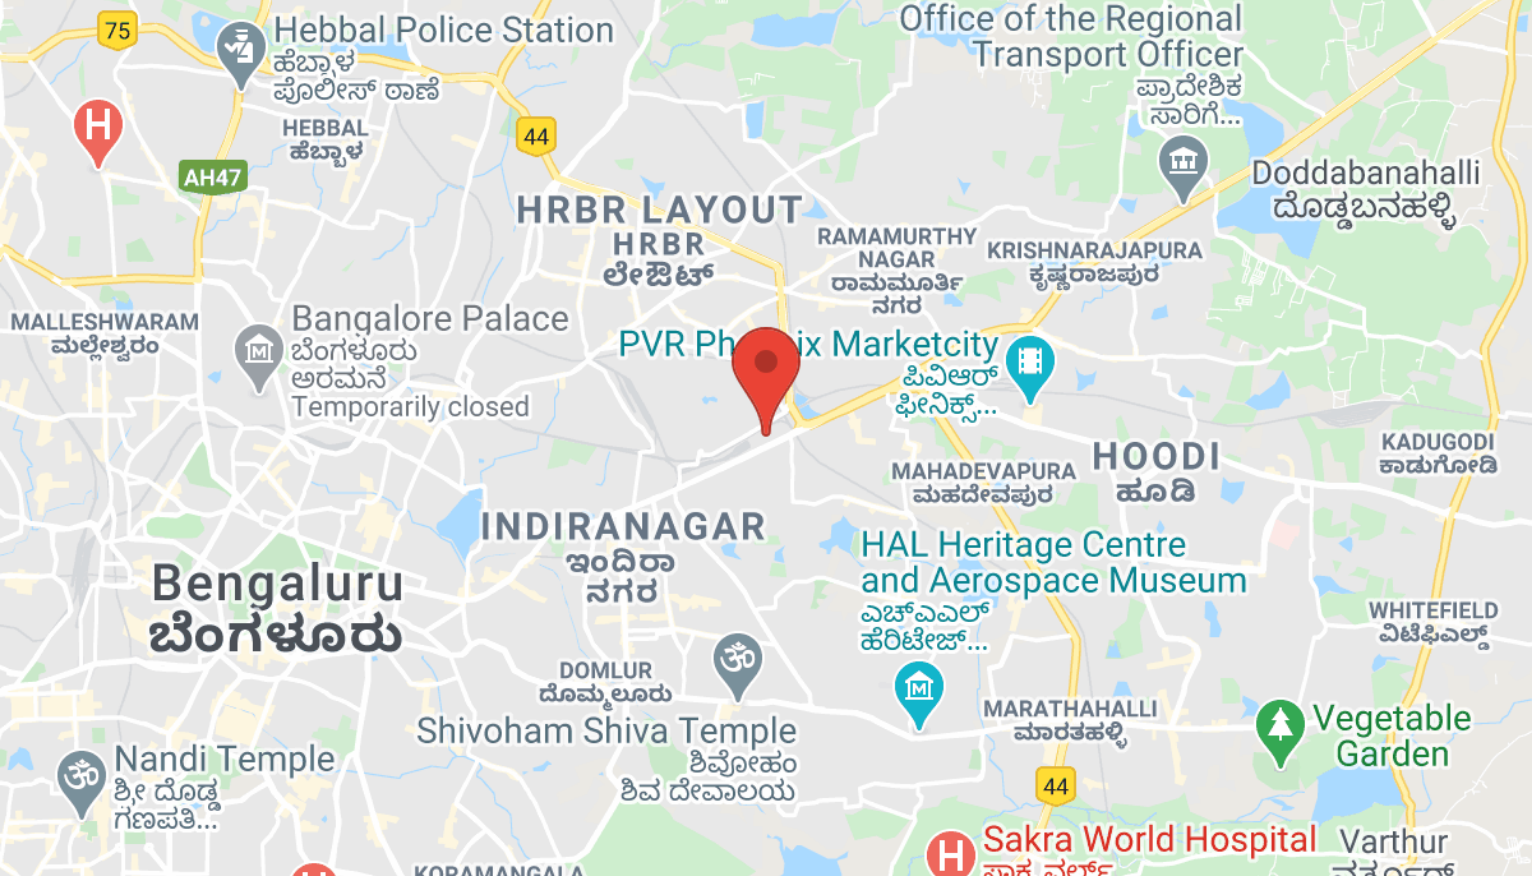 75
Hebbal Police Station
ಹೆಬ್ಬಾಳ
ಪೊಲೀಸ್ ಠಾಣೆ
Office of the Regional
Transport Officer
ಪ್ರಾದೇಶಿಕ
ಸಾರಿಗೆ...
H
HEBBAL
ಹೆಬ್ಬಾಳ
44
AH47
Doddabanahalli
ದೊಡ್ಡಬನಹಳ್ಳಿ
HRBR LAYOUT
HRBR
ಲೇಔಟ್
RAMAMURTHY
NAGAR
ರಾಮಮೂರ್ತಿ
ನಗರ
KRISHNARAJAPURA
ಕೃಷ್ಣರಾಜಪುರ
MALLESHWARAM
ಮಲ್ಲೇಶ್ವರಂ
Bangalore Palace
ಬೆಂಗಳೂರು
ಅರಮನೆ
Temporarily closed
PVR Ph ix Marketcity
ಪಿವಿಆರ್
ಫೀನಿಕ್ಸ್...
MAHADEVAPURA
ಮಹದೇವಪುರ
HOODI
ಹೂಡಿ
KADUGODI
ಕಾಡುಗೋಡಿ
INDIRANAGAR
ಇಂದಿರಾ
ನಗರ
HAL Heritage Centre
and Aerospace Museum
ಎಚ್ಎಎಲ್
ಹೆರಿಟೇಜ್...
Bengaluru
ಬೆಂಗಳೂರು
WHITEFIELD
ವಿಟೆಫಿಎಲ್ಡ್
DOMLUR
ದೊಮ್ಮಲೂರು
Shivoham Shiva Temple
ಶಿವೋಹಂ
ಶಿವ ದೇವಾಲಯ
MARATHAHALLI
ಮಾರತಹಳ್ಳಿ
Vegetable
Garden
Nandi Temple
ಶ್ರೀ ದೊಡ್ಡ
ಗಣಪತಿ...
44
H
Sakra World Hospital
Varthur
KORAMANGALA